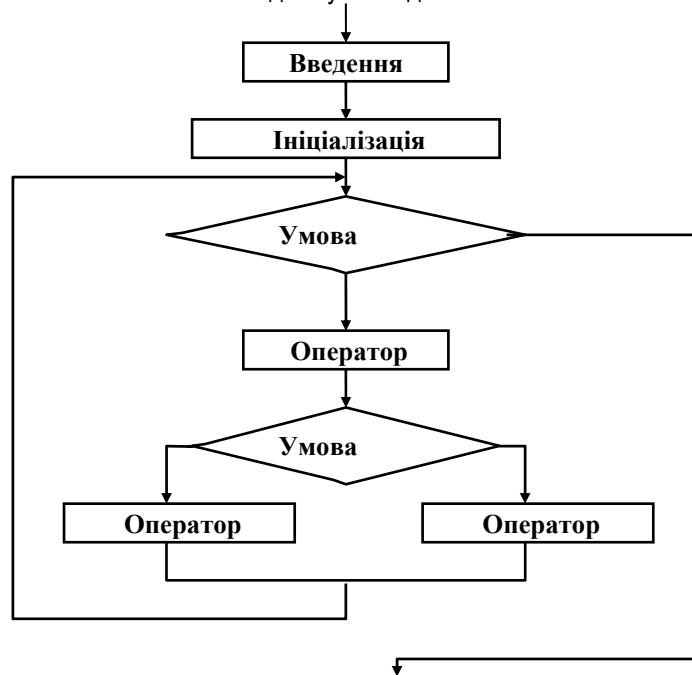 Введення
Ініціалізація
Умова
Оператор
Умова
Оператор
Оператор